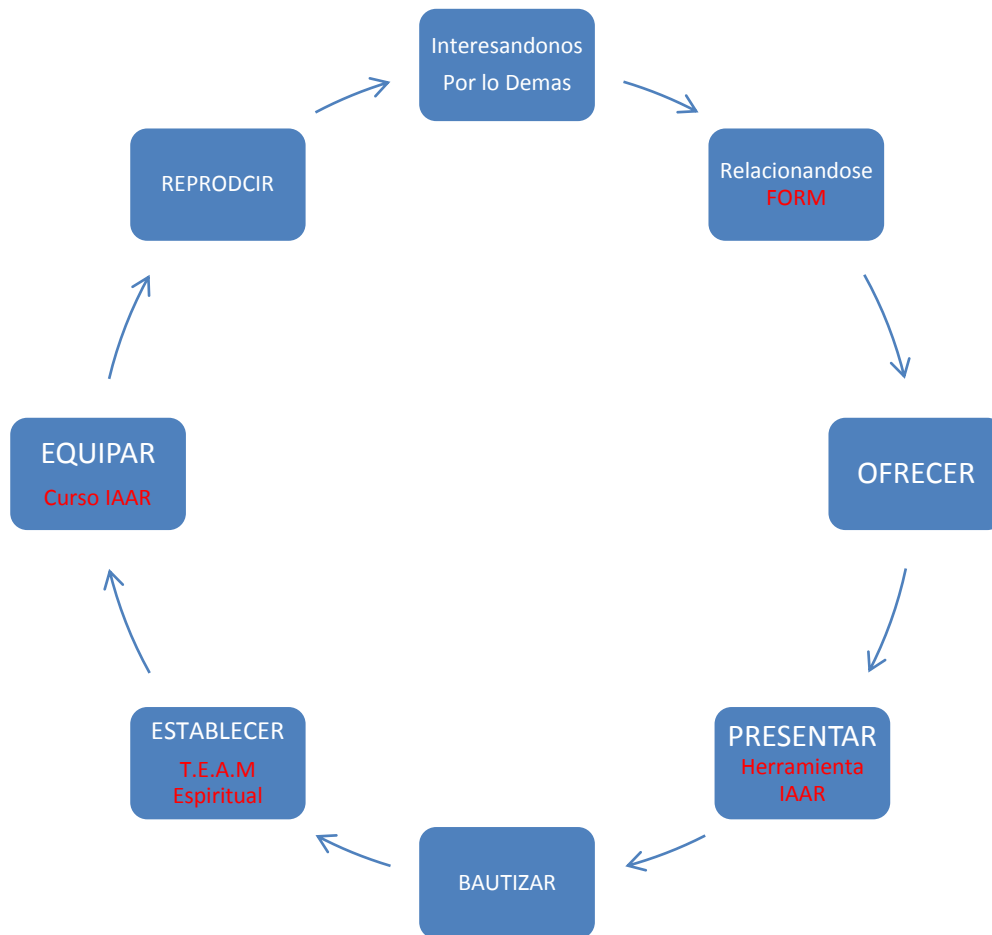 Interesandonos
Por lo Demas
Relacionandose
FORM
OFRECER
PRESENTAR
Herramienta
IAAR
BAUTIZAR
ESTABLECER
T.E.A.M
Espiritual
EQUIPAR
Curso IAAR
REPRODCIR